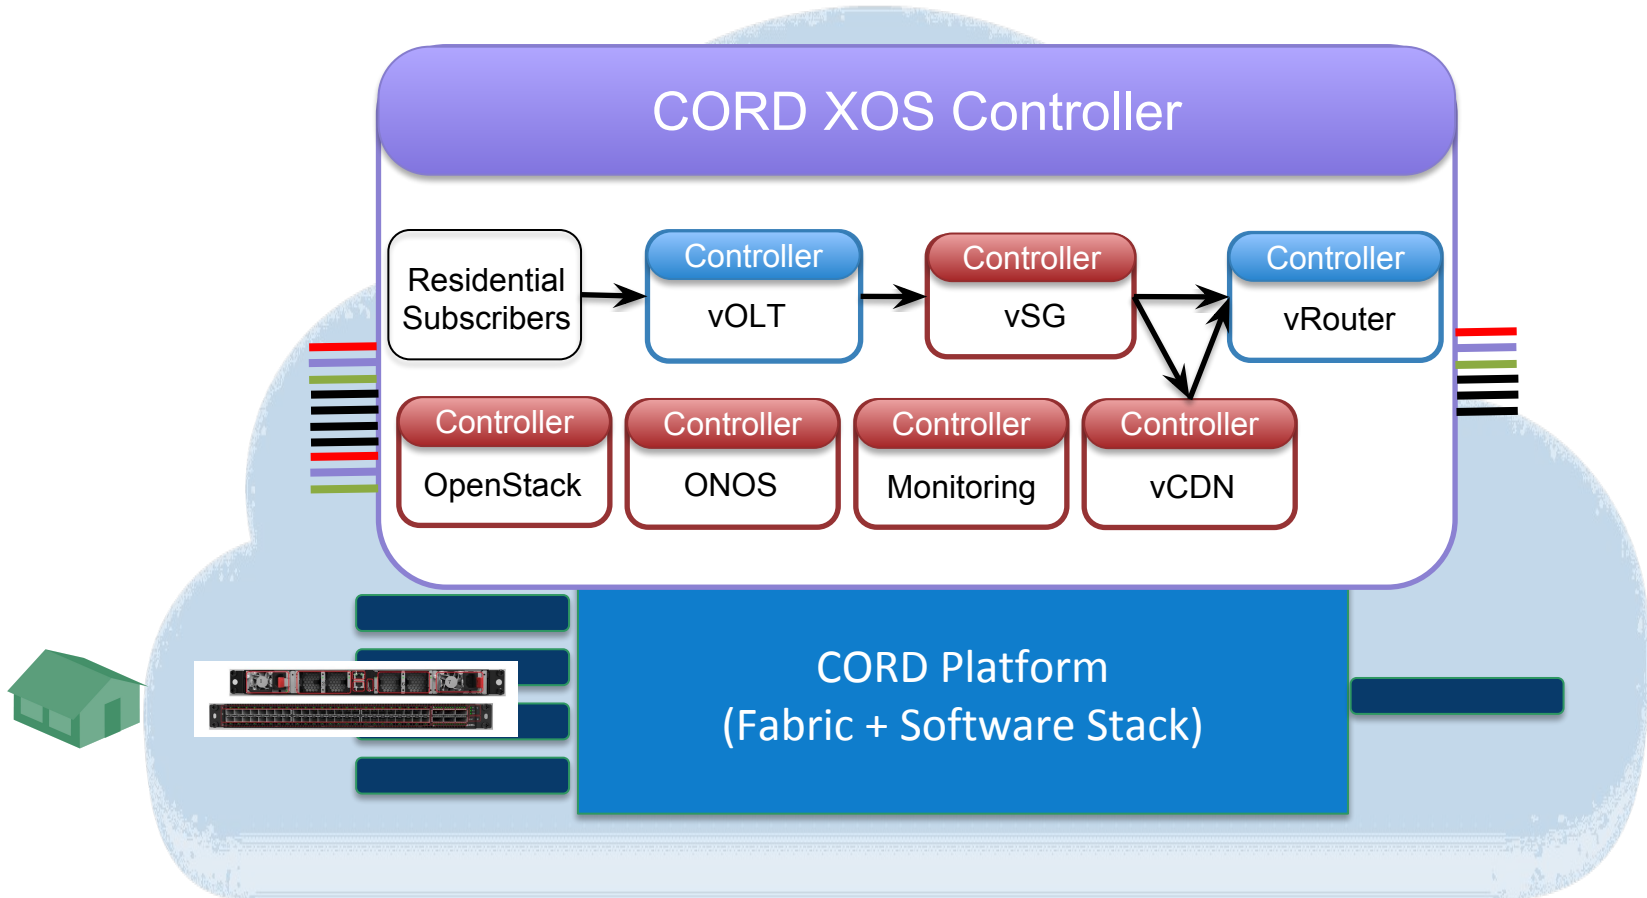 CORD XOS Controller
Residential
Subscribers
Controller
vOLT
Controller
vSG
Controller
vRouter
Controller
OpenStack
Controller
ONOS
Controller
Monitoring
Controller
vCDN
CORD Platform
(Fabric + Software Stack)